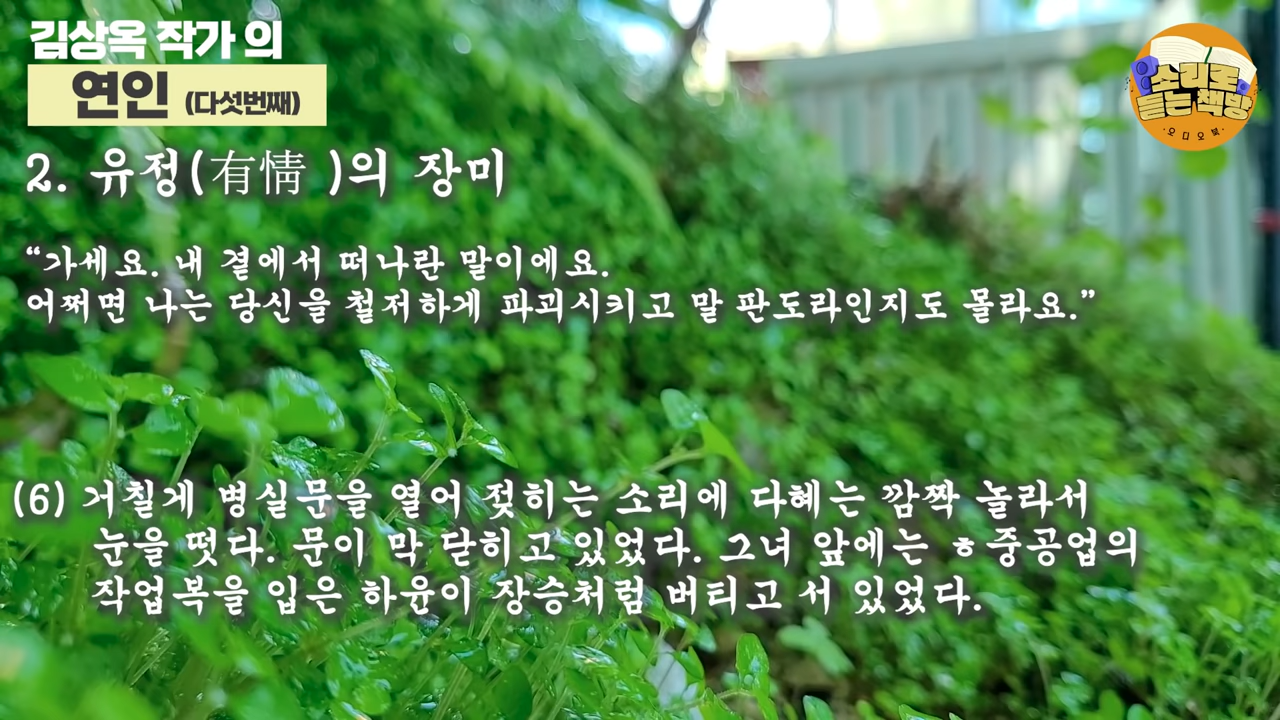 김상옥 작가 의
연인 (다섯번째)
소리로
듣는 책방
·오디오북·
2. 유정(有情 )의 장미
“가세요. 내 곁에서 떠나란 말이에요.
어쩌면 나는 당신을 철저하게 파괴시키고 말 판도라인지도 몰라요.”
(6) 거칠게 병실문을 열어 젖히는 소리에 다혜는 깜짝 놀라서
눈을 떳다. 문이 막 닫히고 있었다. 그녀 앞에는 ㅎ중공업의
작업복을 입은 하윤이 장승처럼 버티고 서 있었다.